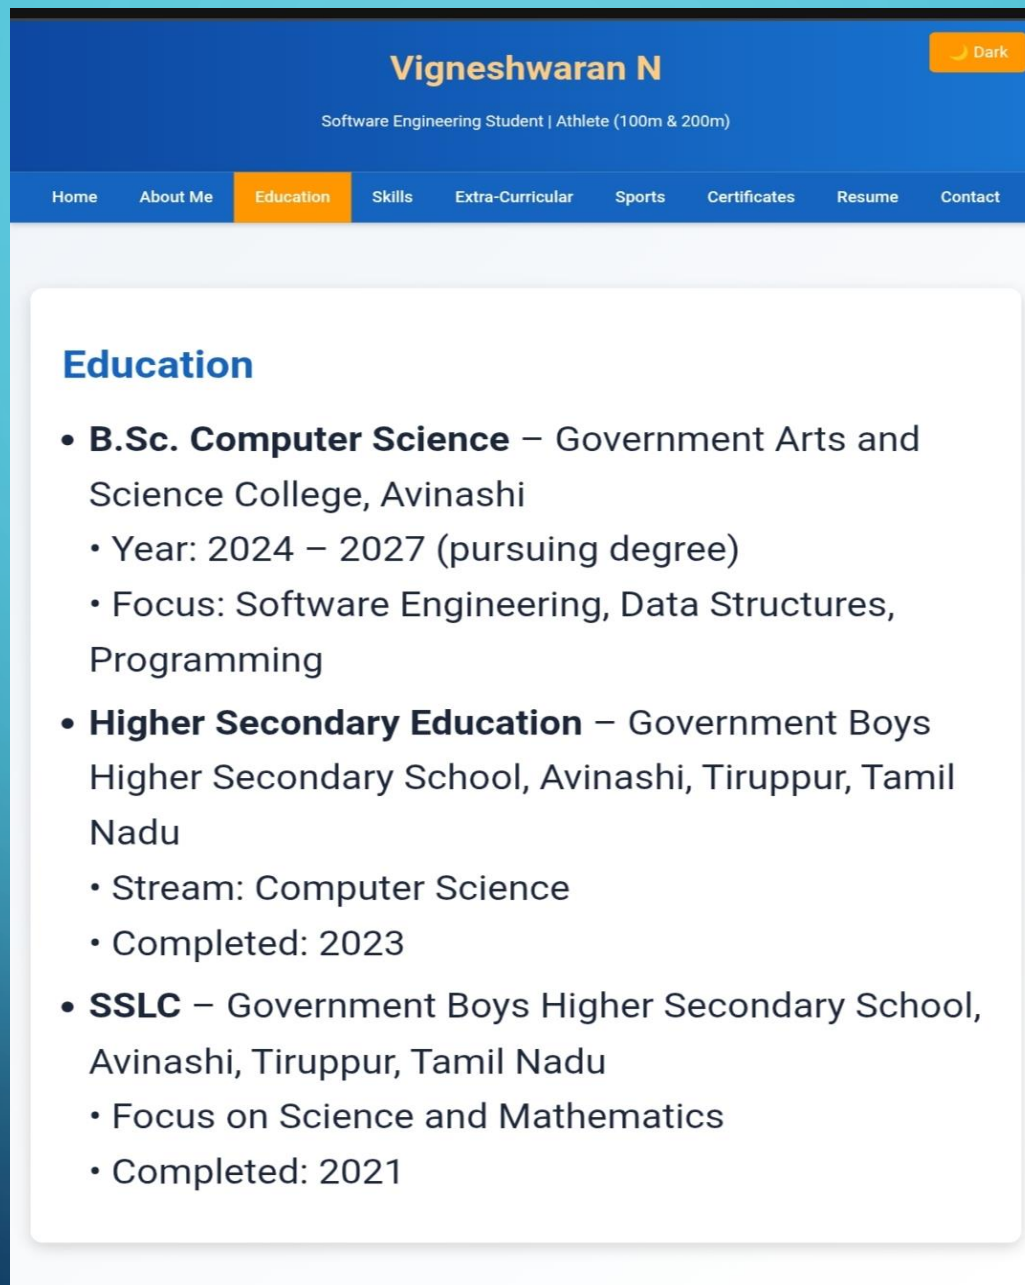 🌙 Dark
Vigneshwaran N
Software Engineering Student | Athlete (100m & 200m)
Home About Me Education Skills Extra-Curricular Sports Certificates Resume Contact
Education
• B.Sc. Computer Science – Government Arts and
Science College, Avinashi
• Year: 2024 – 2027 (pursuing degree)
• Focus: Software Engineering, Data Structures,
Programming
• Higher Secondary Education – Government Boys
Higher Secondary School, Avinashi, Tiruppur, Tamil
Nadu
• Stream: Computer Science
• Completed: 2023
• SSLC – Government Boys Higher Secondary School,
Avinashi, Tiruppur, Tamil Nadu
• Focus on Science and Mathematics
• Completed: 2021